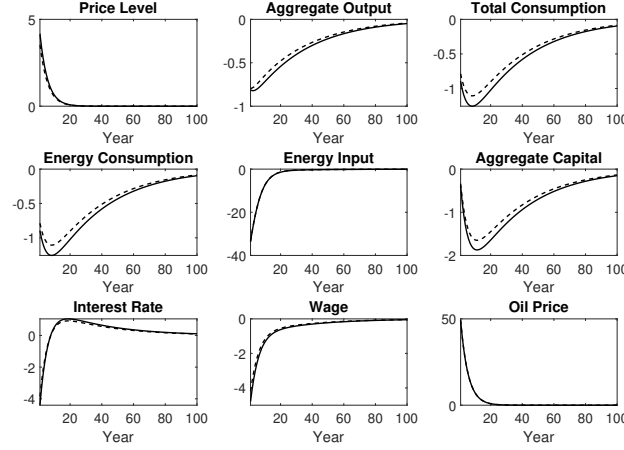 Price Level
Aggregate Output
Total Consumption
5
0
0
-0.5
-1
0
-0.5
-1
20 40 60 80 100
20 40 60 80 100
20 40 60 80 100
Year
Year
Year
Energy Consumption
Energy Input
Aggregate Capital
0
-0.5
-1
0
-20
-40
0
-1
-2
20 40 60 80 100
20 40 60 80 100
20 40 60 80 100
Year
Year
Year
Interest Rate
Wage
Oil Price
0
-2
-4
0
-2
-4
50
0
20 40 60 80 100
20 40 60 80 100
20 40 60 80 100
Year
Year
Year